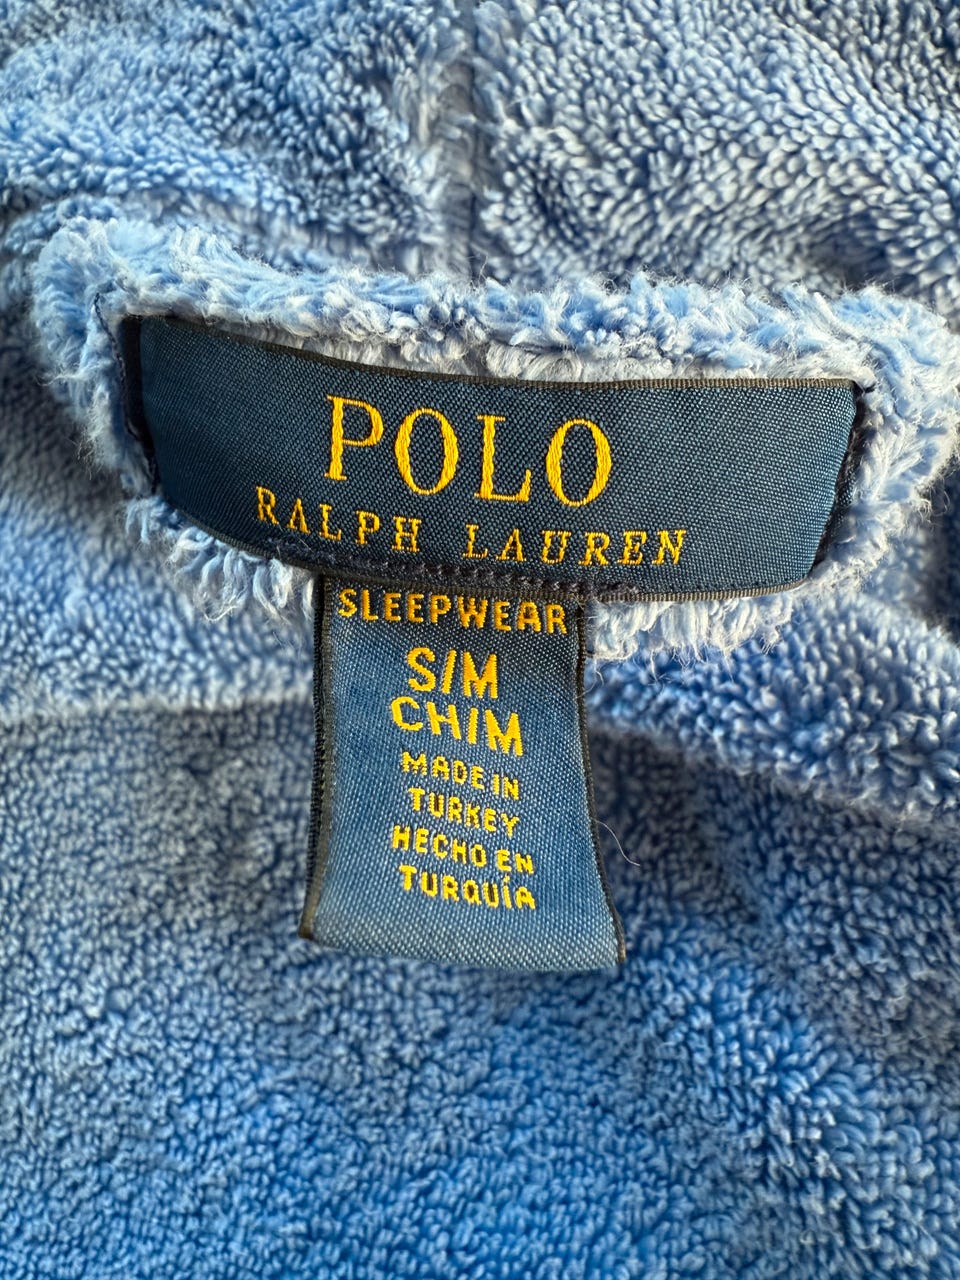 POLO
RALPH LAUREN
SLEEPWEAR
S/M
CH/M
MADE IN
TURKEY
HECHO EN
TURQUÍA